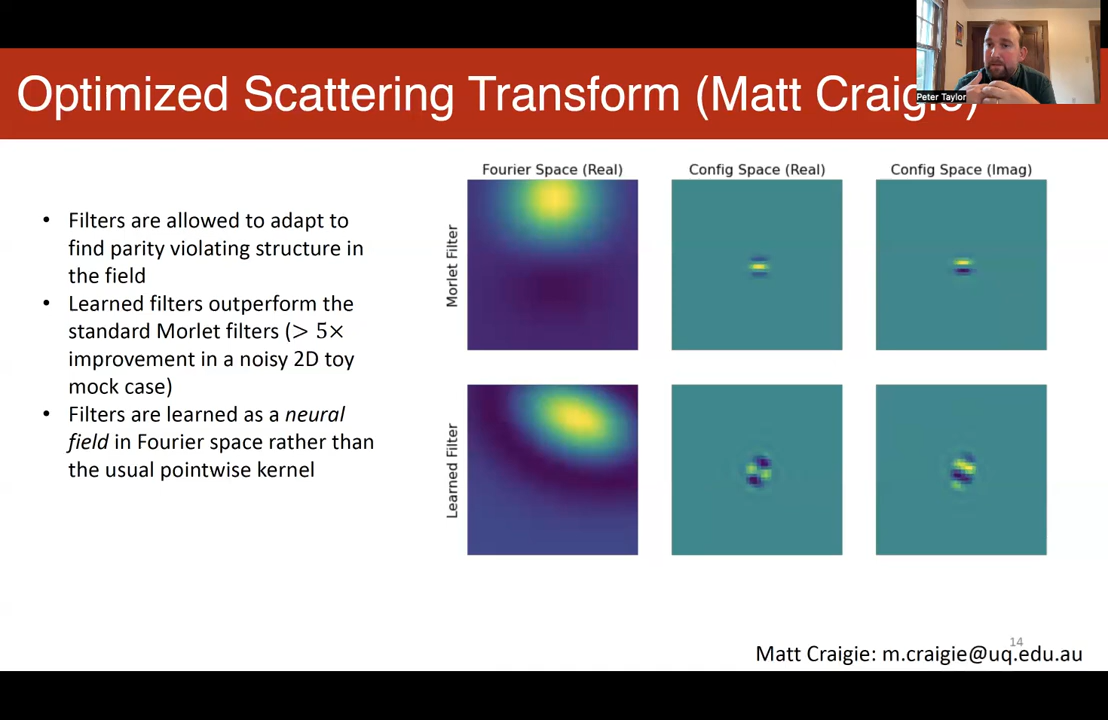 Optimized Scattering Transform (Matt Craigie)
Peter Taylor
• Filters are allowed to adapt to
find parity violating structure in
the field
• Learned filters outperform the
standard Morlet filters (> 5×
improvement in a noisy 2D toy
mock case)
• Filters are learned as a neural
field in Fourier space rather than
the usual pointwise kernel
Fourier Space (Real)
Config Space (Real)
Config Space (Imag)
Morlet Filter
Learned Filter
14
Matt Craigie: m.craigie@uq.edu.au